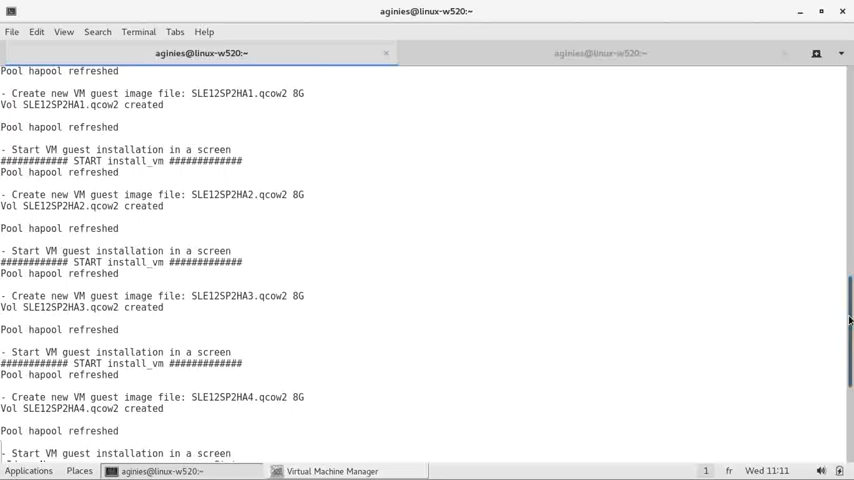 aginies@linux-w520:~
File Edit View Search Terminal Tabs Help
aginies@linux-w520:~
aginies@linux-w520:~
Pool hapool refreshed
- Create new VM guest image file: SLE12SP2HA1.qcow2 8G
Vol SLE12SP2HA1.qcow2 created
Pool hapool refreshed
- Start VM guest installation in a screen
############ START install_vm #############
Pool hapool refreshed
- Create new VM guest image file: SLE12SP2HA2.qcow2 8G
Vol SLE12SP2HA2.qcow2 created
Pool hapool refreshed
- Start VM guest installation in a screen
############ START install_vm #############
Pool hapool refreshed
- Create new VM guest image file: SLE12SP2HA3.qcow2 8G
Vol SLE12SP2HA3.qcow2 created
Pool hapool refreshed
- Start VM guest installation in a screen
############ START install_vm #############
Pool hapool refreshed
- Create new VM guest image file: SLE12SP2HA4.qcow2 8G
Vol SLE12SP2HA4.qcow2 created
Pool hapool refreshed
- Start VM guest installation in a screen
Applications Places aginies@linux-w520:~ Virtual Machine Manager 1 fr Wed 11:11